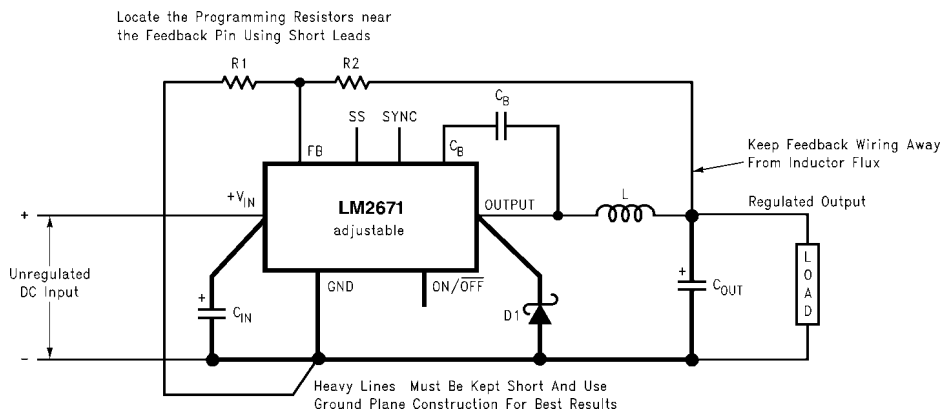 Locate the Programming Resistors near
the Feedback Pin Using Short Leads
R1
R2
C_B
SS
SYNC
FB
C_B
Keep Feedback Wiring Away
From Inductor Flux
+V_IN
LM2671
adjustable
OUTPUT
L
Regulated Output
+
Unregulated
DC Input
−
+
C_IN
GND
ON/O̅F̅F̅
D1
+
C_OUT
LOAD
Heavy Lines Must Be Kept Short And Use
Ground Plane Construction For Best Results